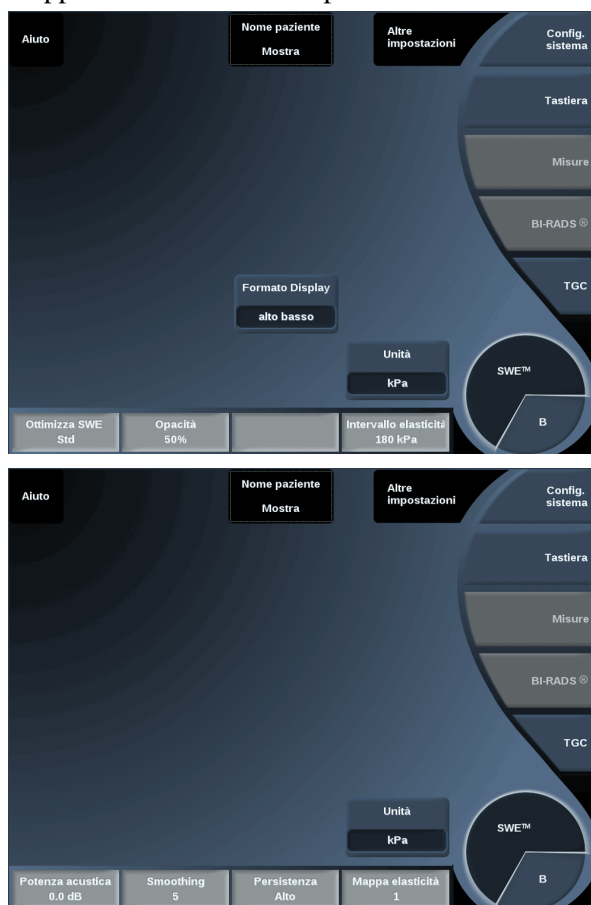 Aiuto
Nome paziente
Mostra
Altre
impostazioni
Config.
sistema
Tastiera
Misure
BI-RADS ®
TGC
Formato Display
alto basso
Unità
kPa
SWE™
B
Ottimizza SWE
Std
Opacità
50%
Intervallo elasticità
180 kPa
Aiuto
Nome paziente
Mostra
Altre
impostazioni
Config.
sistema
Tastiera
Misure
BI-RADS ®
TGC
Unità
kPa
SWE™
B
Potenza acustica
0.0 dB
Smoothing
5
Persistenza
Alto
Mappa elasticità
1